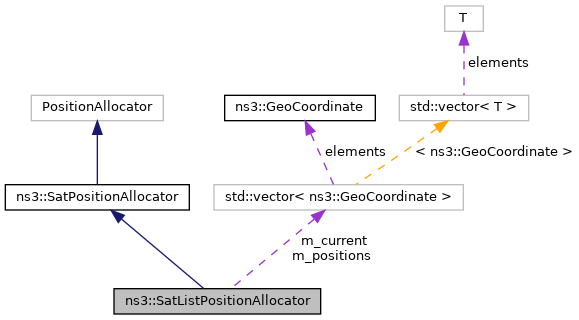 T
elements
PositionAllocator
ns3::GeoCoordinate
std::vector< T >
elements
< ns3::GeoCoordinate >
ns3::SatPositionAllocator
std::vector< ns3::GeoCoordinate >
m_current
m_positions
ns3::SatListPositionAllocator